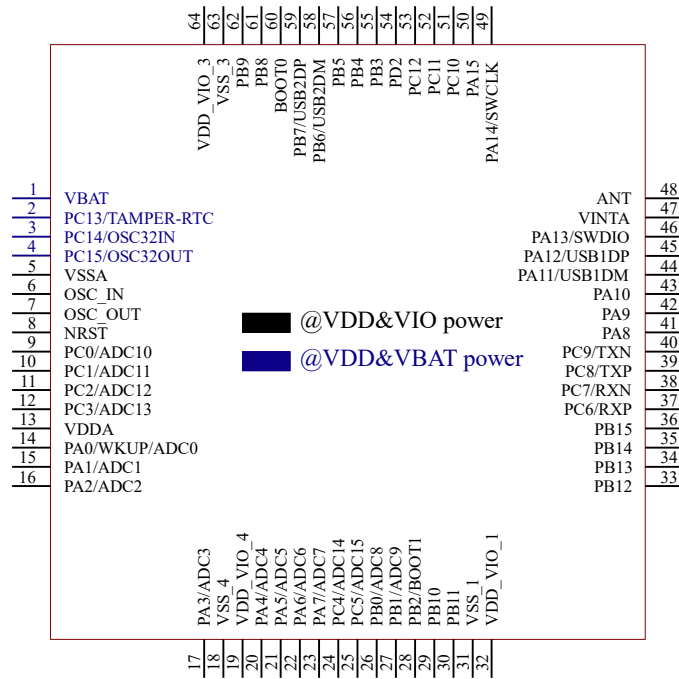 64
63
62
61
60
59
58
57
56
55
54
53
52
51
50
49
VDD_VIO_3
VSS_3
PB9
PB8
BOOT0
PB7/USB2DP
PB6/USB2DM
PB5
PB4
PB3
PD2
PC12
PC11
PC10
PA15
PA14/SWCLK
1 VBAT
2 PC13/TAMPER-RTC
3 PC14/OSC32IN
4 PC15/OSC32OUT
5 VSSA
6 OSC_IN
7 OSC_OUT
8 NRST
9 PC0/ADC10
10 PC1/ADC11
11 PC2/ADC12
12 PC3/ADC13
13 VDDA
14 PA0/WKUP/ADC0
15 PA1/ADC1
16 PA2/ADC2
@VDD&VIO power
@VDD&VBAT power
ANT 48
VINTA 47
PA13/SWDIO 46
PA12/USB1DP 45
PA11/USB1DM 44
PA10 43
PA9 42
PA8 41
PC9/TXN 40
PC8/TXP 39
PC7/RXN 38
PC6/RXP 37
PB15 36
PB14 35
PB13 34
PB12 33
PA3/ADC3
VSS_4
VDD_VIO_4
PA4/ADC4
PA5/ADC5
PA6/ADC6
PA7/ADC7
PC4/ADC14
PC5/ADC15
PB0/ADC8
PB1/ADC9
PB2/BOOT1
PB10
PB11
VSS_1
VDD_VIO_1
17
18
19
20
21
22
23
24
25
26
27
28
29
30
31
32